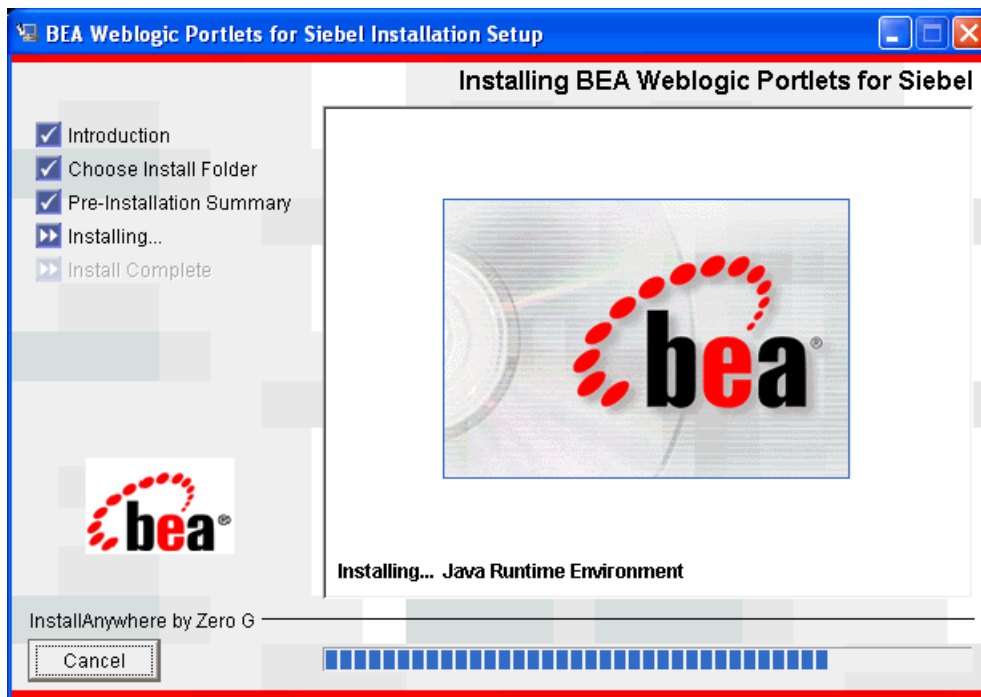 BEA Weblogic Portlets for Siebel Installation Setup
Installing BEA Weblogic Portlets for Siebel
Introduction
Choose Install Folder
Pre-Installation Summary
Installing...
Install Complete
bea®
bea®
Installing... Java Runtime Environment
InstallAnywhere by Zero G
Cancel